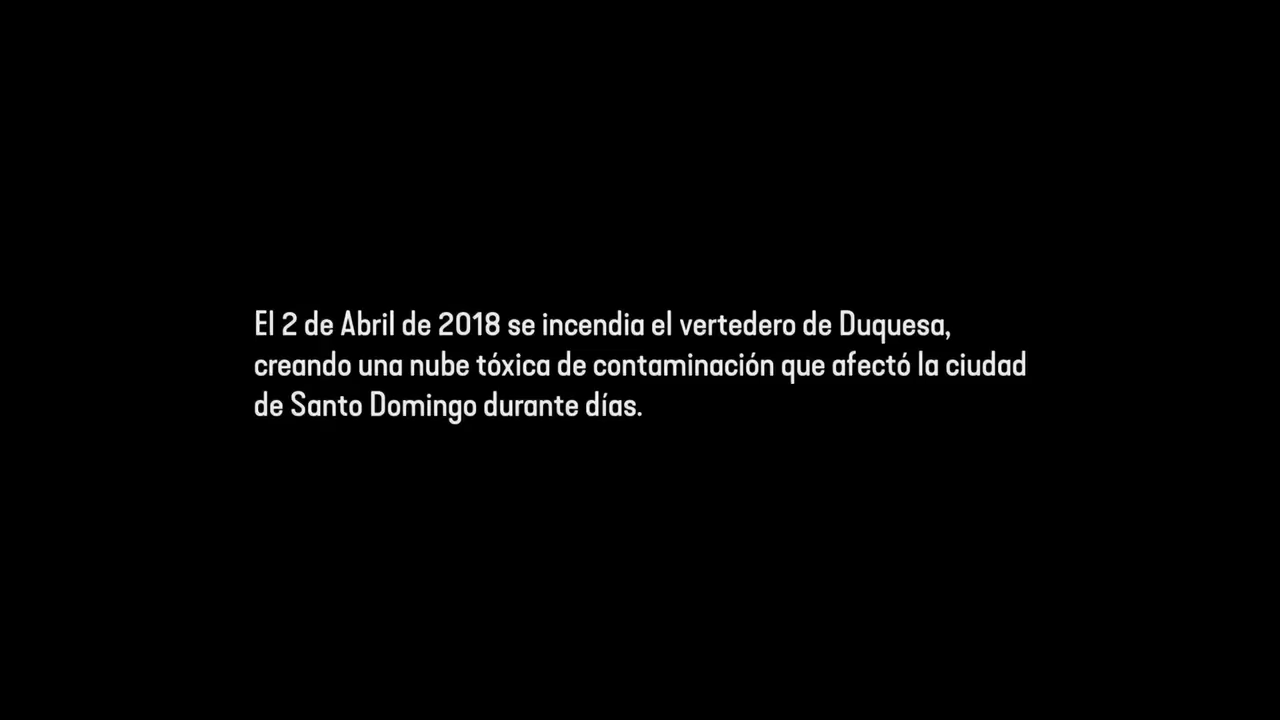 El 2 de Abril de 2018 se incendia el vertedero de Duquesa,
creando una nube tóxica de contaminación que afectó la ciudad
de Santo Domingo durante días.